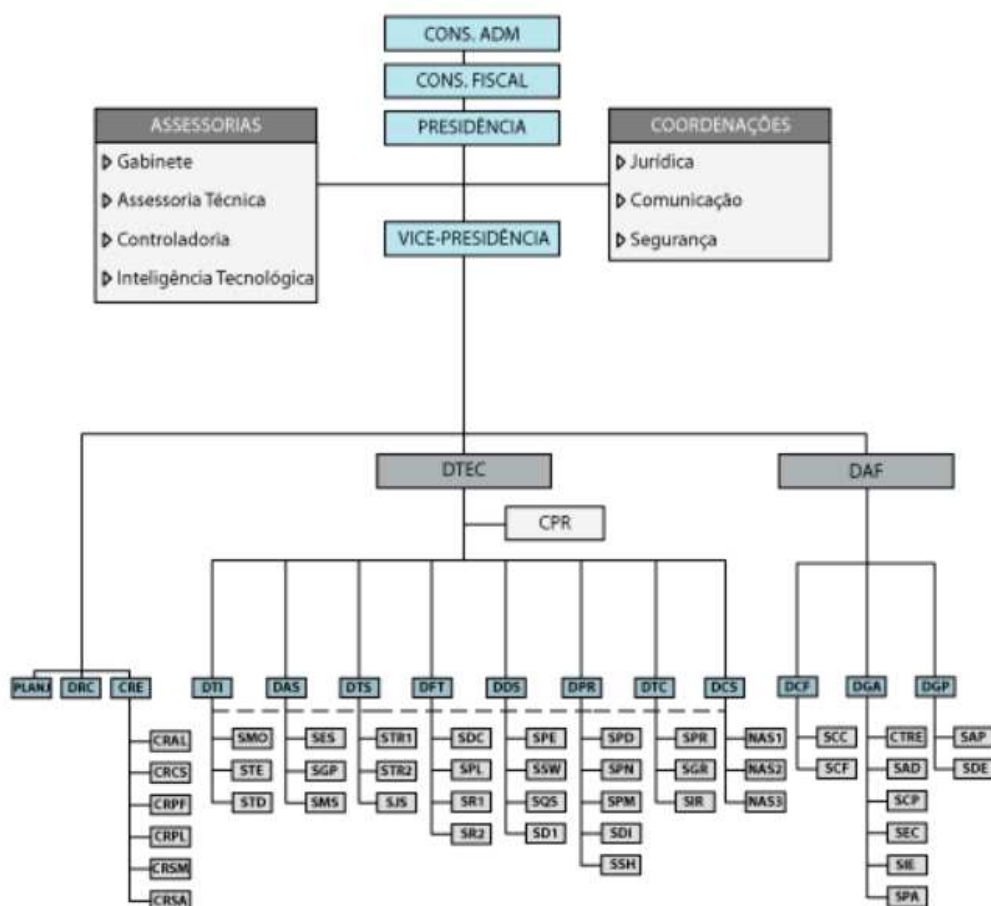 CONS. ADM
CONS. FISCAL
PRESIDÊNCIA
ASSESSORIAS
Gabinete
Assessoria Técnica
Controladoria
Inteligência Tecnológica
COORDENAÇÕES
Jurídica
Comunicação
Segurança
VICE-PRESIDÊNCIA
DTEC
DAF
CPR
PLANJ DRC CRE DTI DAS DTS DFT DDS DPR DTC DCS DCF DGA DGP
CRAL SMO SES STR1 SDC SPE SPD SPR NAS1 SCC CTRE SAP
CRCS STE SGP STR2 SPL SSW SPN SGR NAS2 SCF SAD SDE
CRPF STD SMS SJS SR1 SQS SPM SIR NAS3 SCP
CRPL SR2 SD1 SDI SEC
CRSM SSH SIE
CRSA SPA